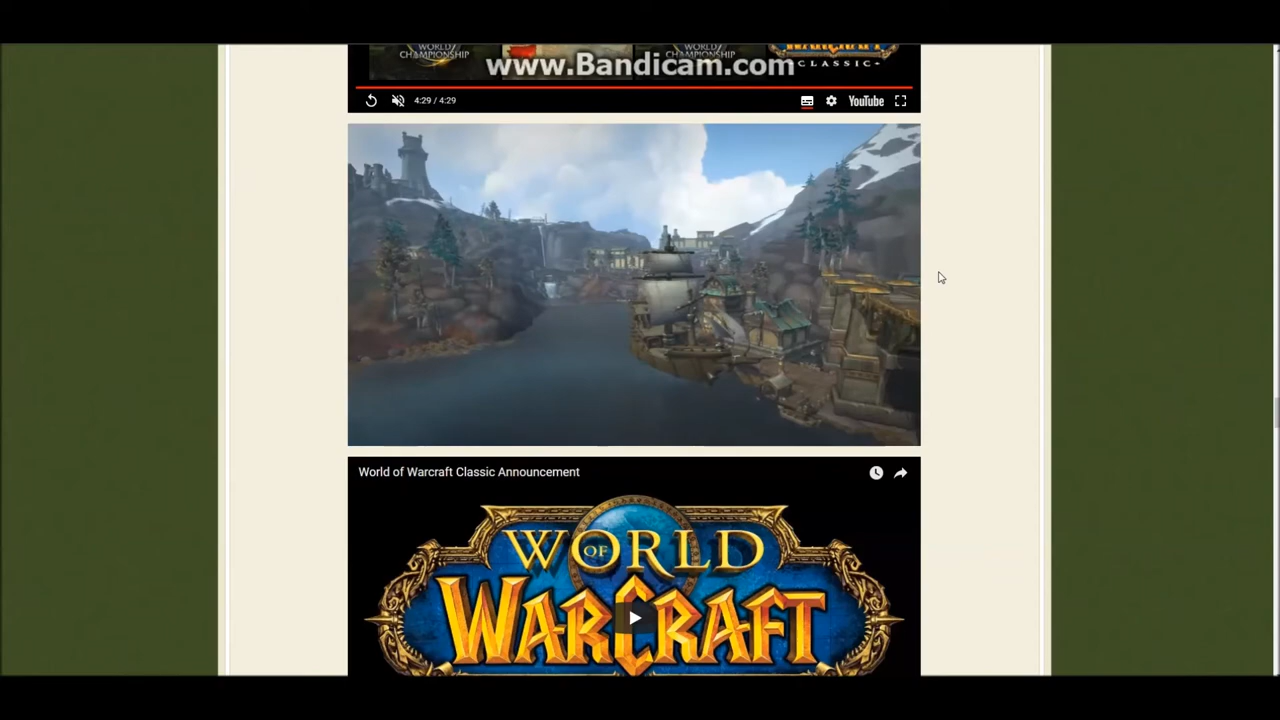 WORLD
CHAMPIONSHIP
WORLD
CHAMPIONSHIP
WARCRAFT
CLASSIC
www.Bandicam.com
4:29 / 4:29
YouTube
World of Warcraft Classic Announcement
WORLD
OF
WARCRAFT